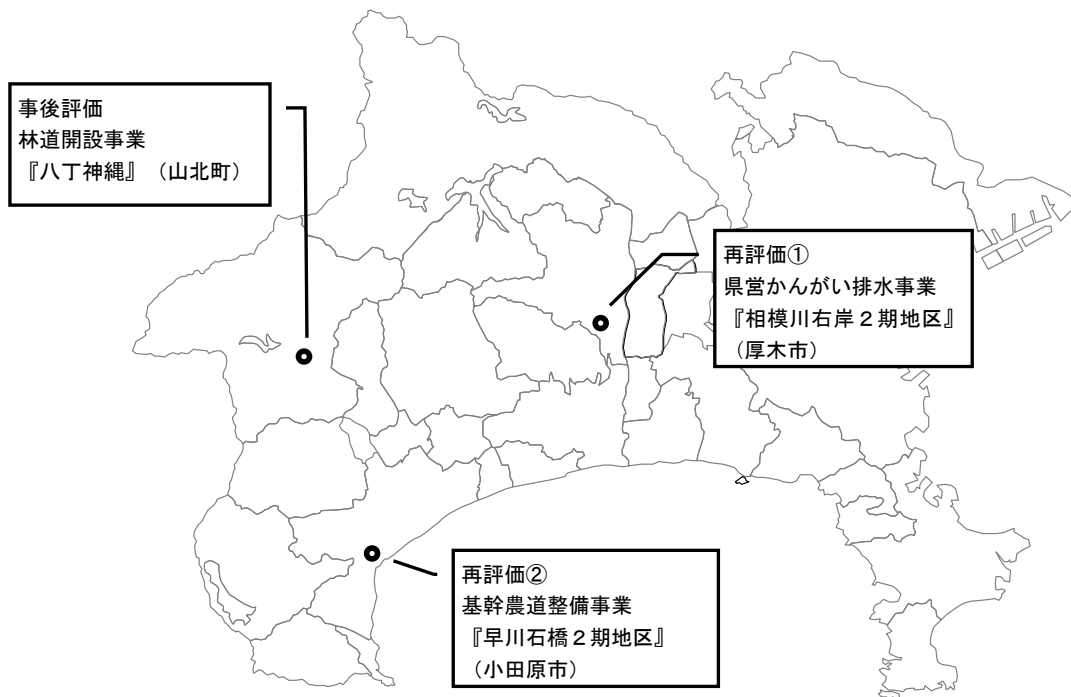 事後評価
林道開設事業
『八丁神縄』（山北町）
再評価①
県営かんがい排水事業
『相模川右岸２期地区』
（厚木市）
再評価②
基幹農道整備事業
『早川石橋２期地区』
（小田原市）